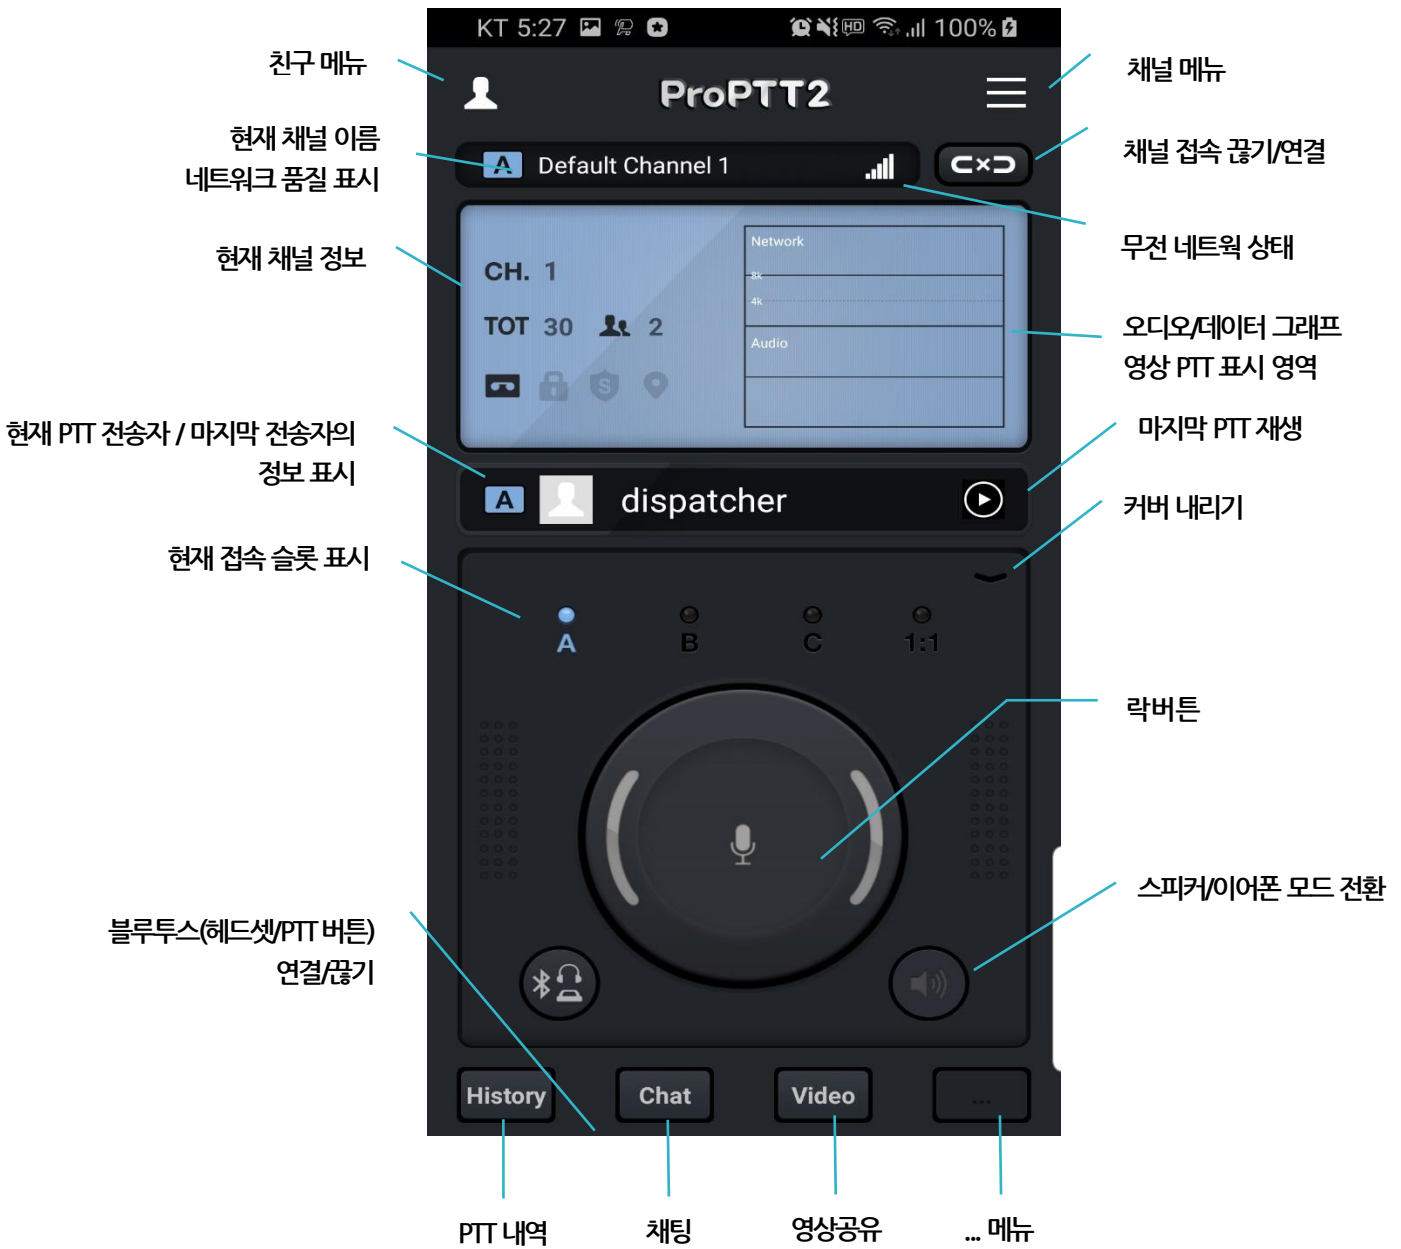 KT 5:27
HD
100%
친구 메뉴
ProPTT2
채널 메뉴
현재 채널 이름
네트워크 품질 표시
A Default Channel 1
채널 접속 끊기/연결
무전 네트웍 상태
현재 채널 정보
CH. 1
TOT 30
2
S
Network
8k
4k
Audio
오디오/데이터 그래프
영상 PTT 표시 영역
현재 PTT 전송자 / 마지막 전송자의
정보 표시
A dispatcher
마지막 PTT 재생
커버 내리기
현재 접속 슬롯 표시
A B C 1:1
락버튼
스피커/이어폰 모드 전환
블루투스(헤드셋/PTT 버튼)
연결/끊기
History Chat Video ...
PTT 내역 채팅 영상공유 ... 메뉴